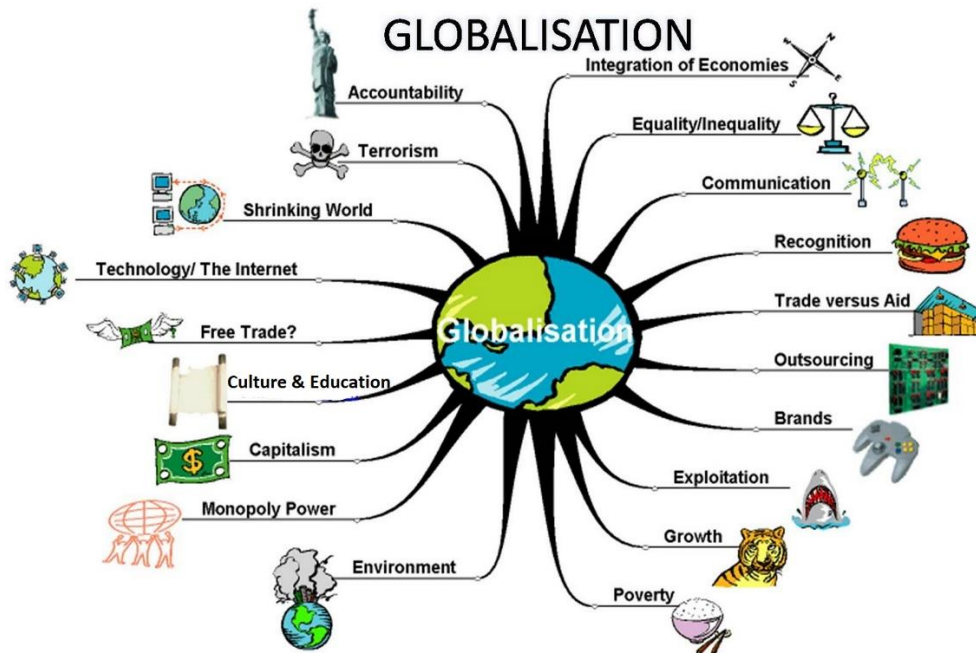 GLOBALISATION
Integration of Economies
Accountability
Equality/Inequality
Terrorism
Communication
Shrinking World
Recognition
Technology/ The Internet
Trade versus Aid
Free Trade?
Globalisation
Outsourcing
Culture & Education
Brands
Capitalism
Exploitation
Monopoly Power
Growth
Environment
Poverty
N
E
S
W
$